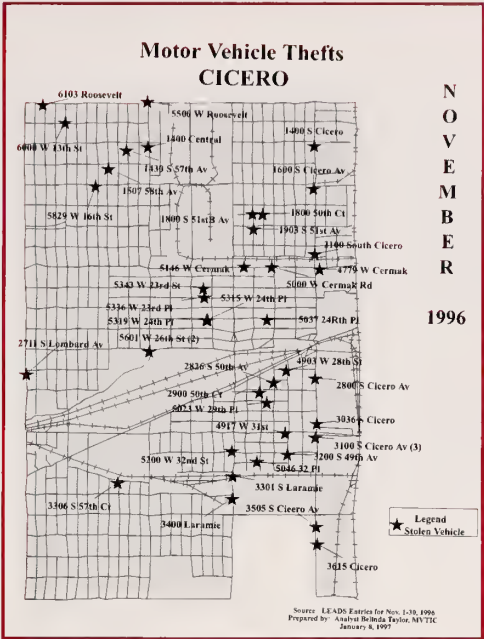 Motor Vehicle Thefts
CICERO
NOVEMBER
1996
6103 Roosevelt
5500 W Roosevelt
6000 W 13th St
1400 Central
1400 S Cicero
1430 S 57th Av
1507 58th Av
1600 S Cicero Av
5829 W 16th St
1800 S 51stB Av
1800 50th Ct
1903 S 51st Av
2100 South Cicero
5146 W Cermak
4779 W Cermak
5000 W Cermak Rd
5343 W 23rd St
5336 W 23rd Pl
5315 W 24th Pl
5319 W 24th Pl
5037 24Rth Pl
5601 W 26th St (2)
2711 S Lombard Av
2826 S 50th Av
4903 W 28th St
2800 S Cicero Av
2900 50th Ct
5023 W 29th Pl
4917 W 31st
3036 Cicero
3100 S Cicero Av (3)
5200 W 32nd St
3200 S 49th Av
5046 32 Pl
3301 S Laramie
3306 S 57th Ct
3400 Laramie
3505 S Cicero Av
3615 Cicero
Legend
Stolen Vehicle
Source LEADS Entries for Nov. 1-30, 1996
Prepared by Analyst Belinda Taylor, MVTIC
January 8, 1997